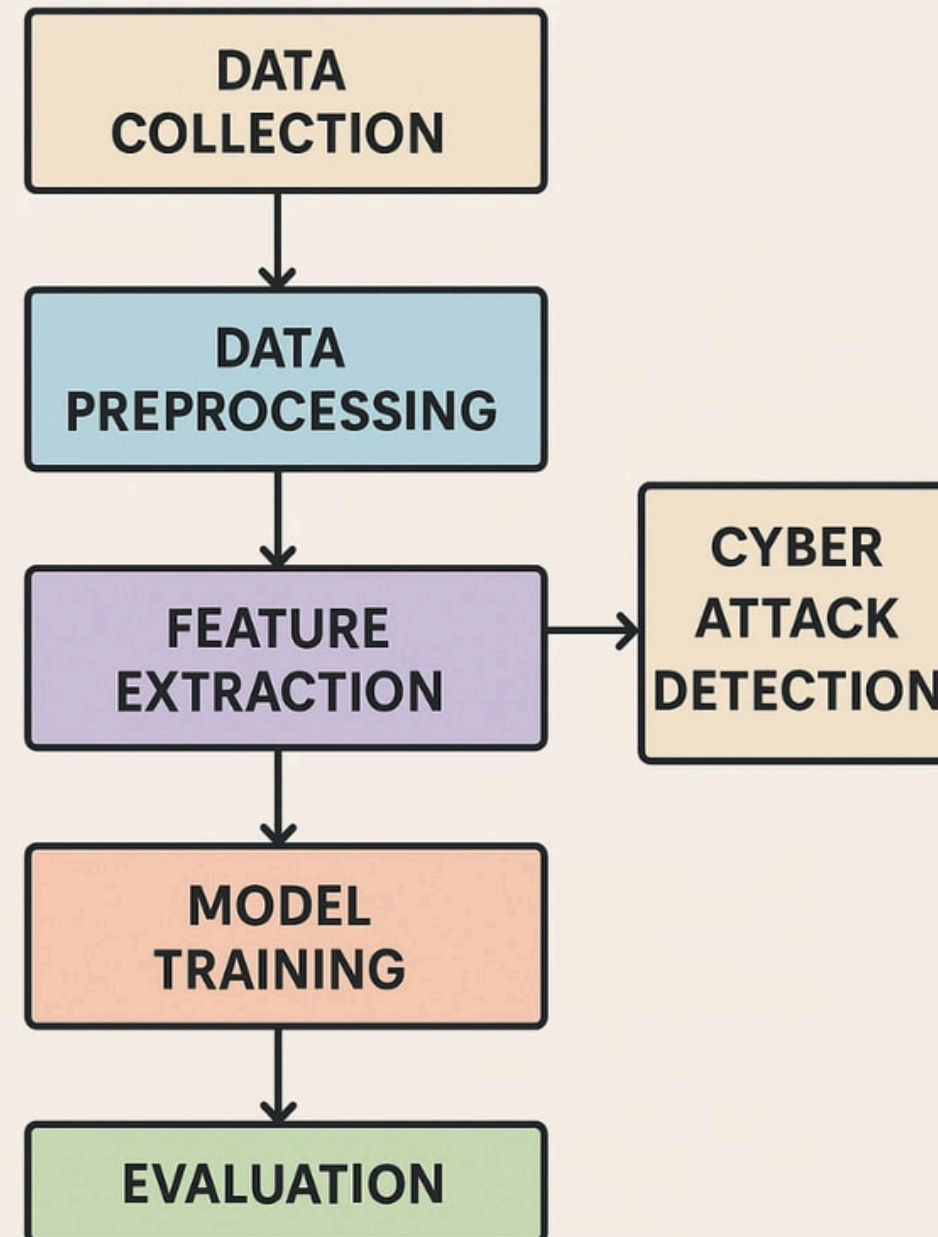 DATA
COLLECTION
DATA
PREPROCESSING
FEATURE
EXTRACTION
CYBER
ATTACK
DETECTION
MODEL
TRAINING
EVALUATION